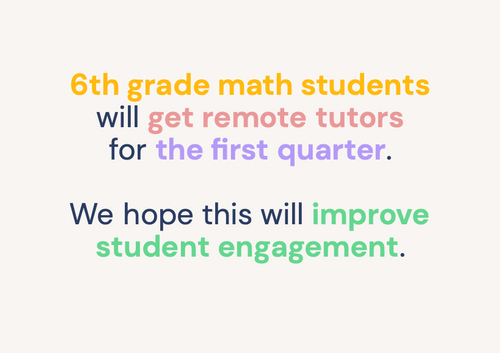 6th grade math students
will get remote tutors
for the first quarter.
We hope this will improve
student engagement.